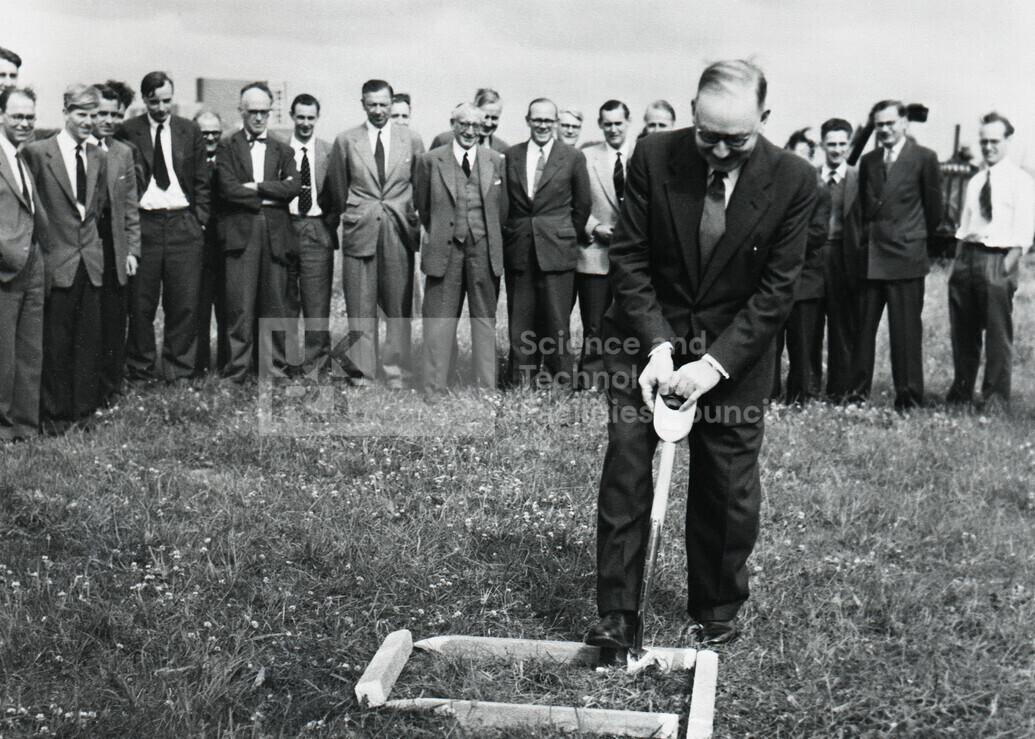 Science and
Technology
Facilities Council